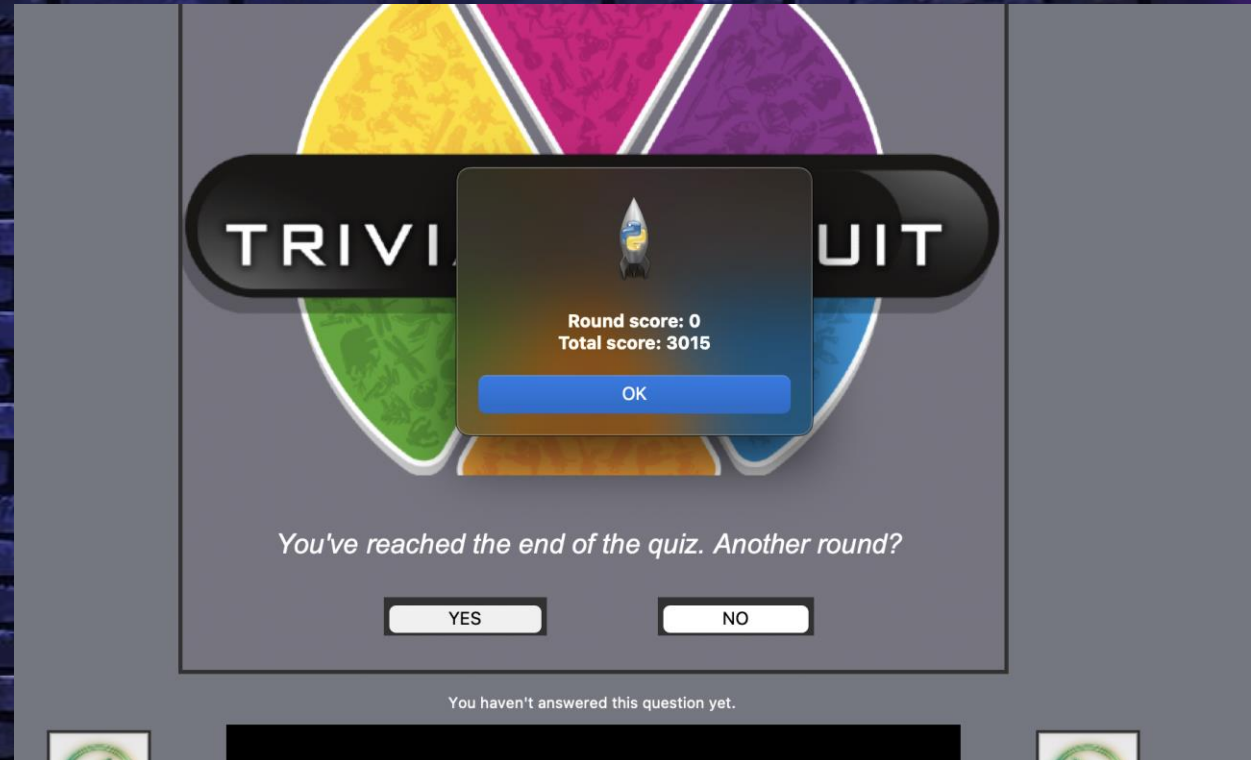 TRIVI
UIT
Round score: 0
Total score: 3015
OK
You've reached the end of the quiz. Another round?
YES
NO
You haven't answered this question yet.